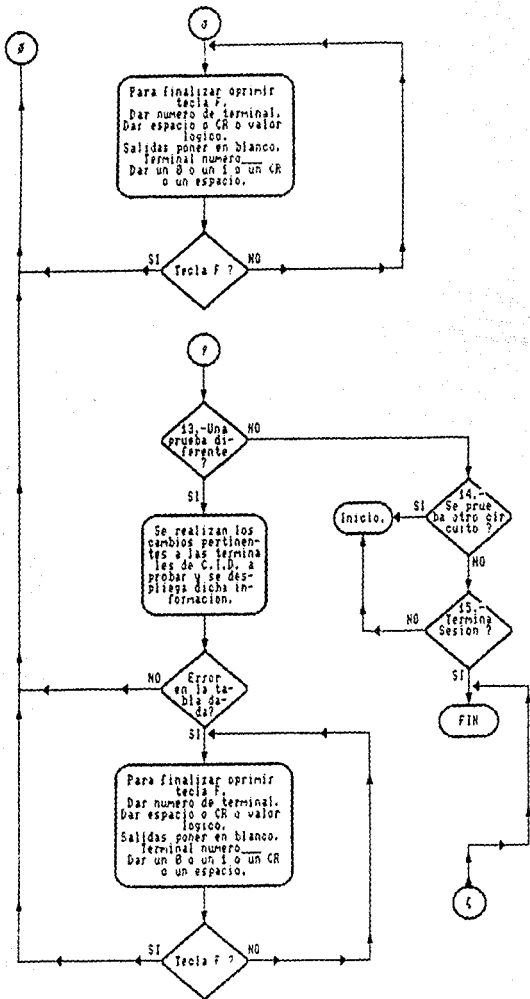 Para finalizar oprimir
tecla F.
Dar numero de terminal.
Dar espacio o CR o valor
logico.
Salidas poner en blanco.
Terminal numero___
Dar un 0 o un 1 o un CR
o un espacio.
SI
Tecla F ?
NO
13.-Una
prueba di-
ferente
?
NO
SI
Se realizan los
cambios pertinen-
tes a las termina
les de C.I.D. a
probar y se des-
pliega dicha in-
formacion.
14.-
Se prue
ba otro cir
cuito ?
SI
Inicio.
NO
15.-
Termina
Sesion ?
NO
SI
FIN
NO
Error
en la ta-
bla da-
da?
SI
Para finalizar oprimir
tecla F.
Dar numero de terminal.
Dar espacio o CR o valor
logico.
Salidas poner en blanco.
Terminal numero___
Dar un 0 o un 1 o un CR
o un espacio.
SI
Tecla F ?
NO